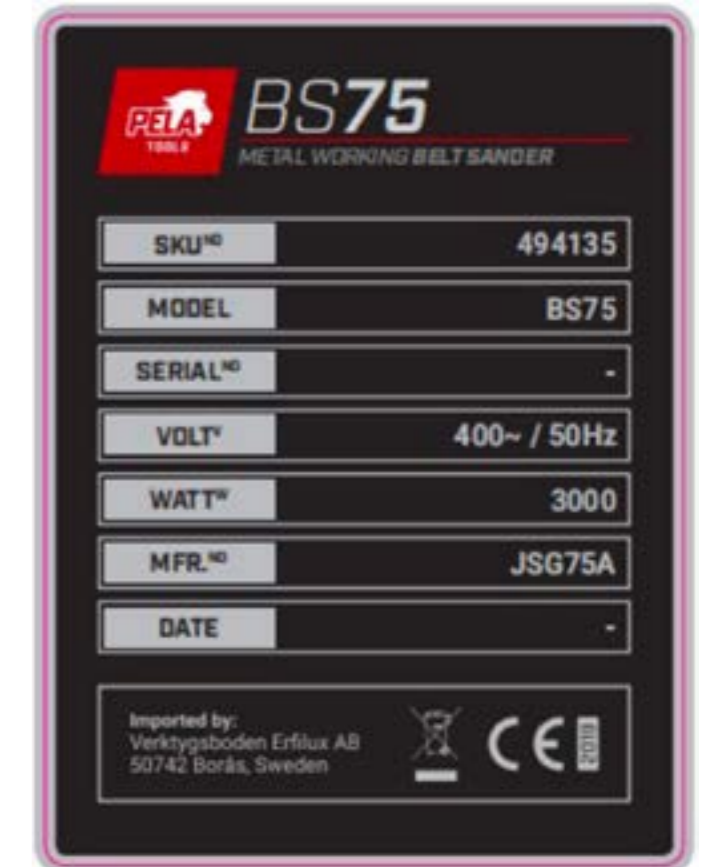 PELA
TOOLS
BS75
METAL WORKING BELT SANDER
SKU NO 494135
MODEL BS75
SERIAL NO -
VOLT V 400~ / 50Hz
WATT W 3000
MFR. NO JSG75A
DATE -
Imported by:
Verktygsboden Erfilux AB
50742 Borås, Sweden
CE 2019